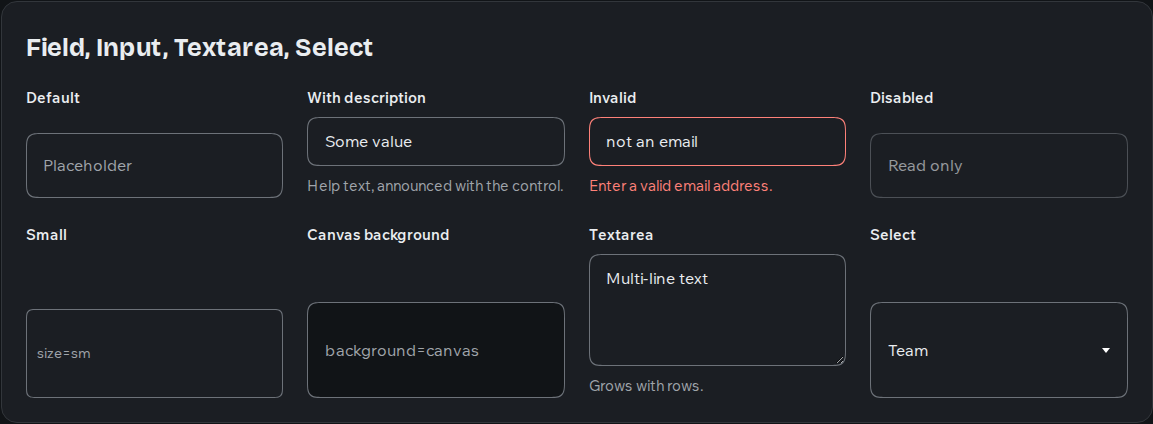 Field, Input, Textarea, Select
Default
With description
Invalid
Disabled
Placeholder
Some value
not an email
Read only
Help text, announced with the control.
Enter a valid email address.
Small
Canvas background
Textarea
Select
size=sm
background=canvas
Multi-line text
Team
Grows with rows.